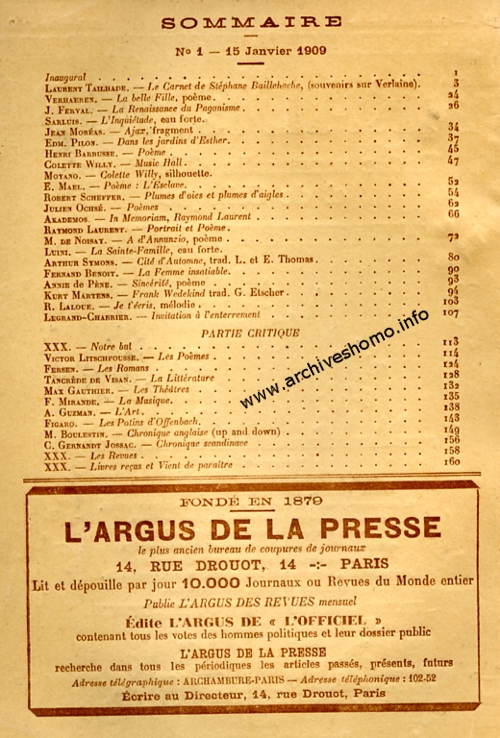 SOMMAIRE
No 1 — 15 Janvier 1909
Inaugural 1
LAURENT TAILHADE. — Le Carnet de Stéphane Baillehache, (souvenirs sur Verlaine). 3
VERHAEREN. — La belle Fille, poème. 24
J. FERVAL. — La Renaissance du Paganisme. 26
SARLUIS. — L'Inquiétude, eau forte.
JEAN MORÉAS. — Ajax, fragment 34
EDM. PILON. — Dans les jardins d'Esther. 37
HENRI BARBUSSE. — Poème 45
COLETTE WILLY. — Music Hall. 47
MOYANO. — Colette Willy, silhouette.
E. MAEL. — Poème : L'Esclave. 52
ROBERT SCHEFFER. — Plumes d'oies et plumes d'aigles 54
JULIEN OCHSÉ. — Poèmes 62
AKADEMOS. — In Memoriam, Raymond Laurent 66
RAYMOND LAURENT. — Portrait et Poème.
M. DE NOISAY. — A d'Annunzio, poème 72
LUINI. — La Sainte-Famille, eau forte.
ARTHUR SYMONS. — Cité d'Automne, trad. L. et E. Thomas. 80
FERNAND BENOIT. — La Femme insatiable. 90
ANNIE DE PÈNE. — Sincérité, poème 93
KURT MARTENS. — Frank Wedekind trad. G. Etscher. 94
R. LALOUE. — Je t'écris, mélodie. 103
LEGRAND-CHABRIER. — Invitation à l'enterrement 107
PARTIE CRITIQUE
XXX. — Notre but 113
VICTOR LITSCHFOUSSE. — Les Poèmes. 114
FERSEN. — Les Romans 124
TANCRÈDE DE VISAN. — La Littérature 128
MAX GAUTHIER. — Les Théâtres 132
F. MIRANDE. — La Musique. 135
A. GUZMAN. — L'Art. 138
FIGARO. — Les Potins d'Offenbach. 143
M. BOULESTIN. — Chronique anglaise (up and down) 149
C. GERNANDT JOSSAC. — Chronique scandinave 156
XXX. — Les Revues 158
XXX. — Livres reçus et Vient de paraitre 160
www.archiveshomo.info
FONDÉ EN 1879
L'ARGUS DE LA PRESSE
le plus ancien bureau de coupures de journaux
14, RUE DROUOT, 14 -:- PARIS
Lit et dépouille par jour 10.000 Journaux ou Revues du Monde entier
Publie L'ARGUS DES REVUES mensuel
Édite L'ARGUS DE « L'OFFICIEL »
contenant tous les votes des hommes politiques et leur dossier public
L'ARGUS DE LA PRESSE
recherche dans tous les périodiques les articles passés, présents, futurs
Adresse télégraphique : ARCHAMBURE-PARIS — Adresse téléphonique : 102-52
Écrire au Directeur, 14, rue Drouot, Paris